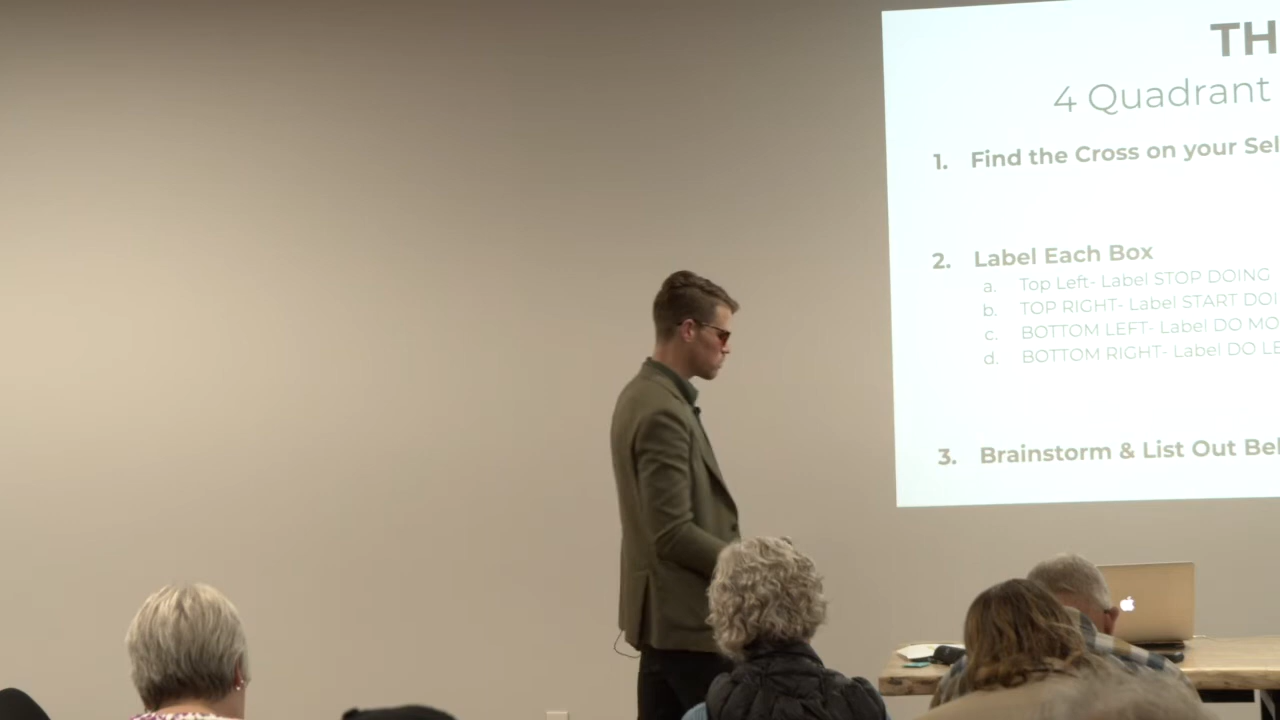 TH
4 Quadrant
1. Find the Cross on your Sel
2. Label Each Box
a. Top Left- Label STOP DOING
b. TOP RIGHT- Label START DOI
c. BOTTOM LEFT- Label DO MO
d. BOTTOM RIGHT- Label DO LE
3. Brainstorm & List Out Be